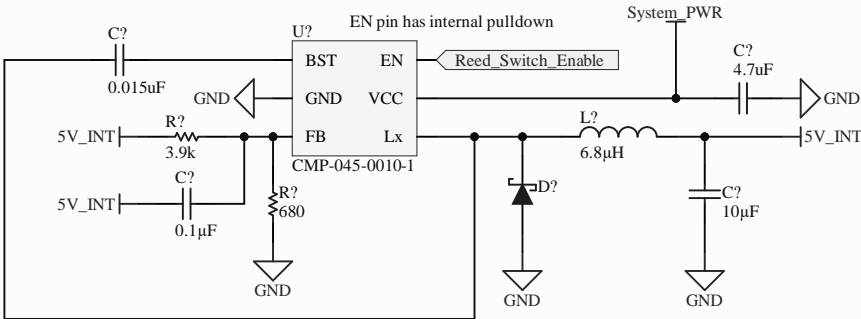 EN pin has internal pulldown
System_PWR
U?
C?
0.015uF
BST
EN
Reed_Switch_Enable
C?
4.7uF
GND
GND
VCC
GND
R?
5V_INT
3.9k
FB
Lx
L?
6.8μH
5V_INT
CMP-045-0010-1
C?
5V_INT
0.1μF
R?
680
D?
C?
10μF
GND
GND
GND